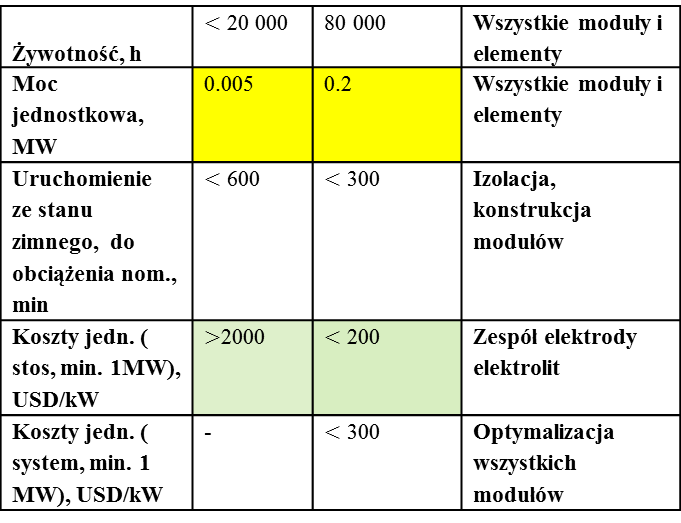 Żywotność, h
< 20 000
80 000
Wszystkie moduły i
elementy
Moc
jednostkowa,
MW
0.005
0.2
Wszystkie moduły i
elementy
Uruchomienie
ze stanu
zimnego, do
obciążenia nom.,
min
< 600
< 300
Izolacja,
konstrukcja
modułów
Koszty jedn. (
stos, min. 1MW),
USD/kW
>2000
< 200
Zespół elektrody
elektrolit
Koszty jedn. (
system, min. 1
MW), USD/kW
-
< 300
Optymalizacja
wszystkich
modułów